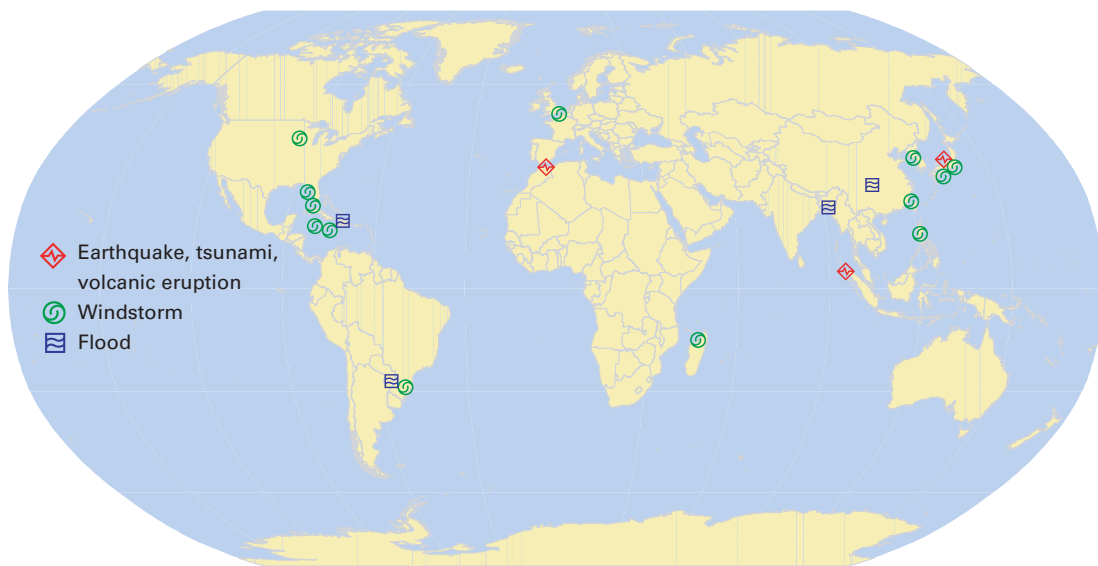 Earthquake, tsunami,
volcanic eruption
Windstorm
Flood